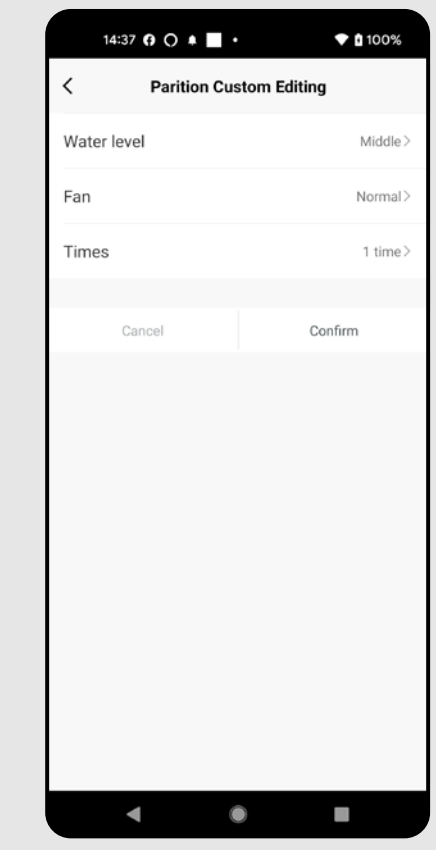 14:37 100%
Parition Custom Editing
Water level Middle
Fan Normal
Times 1 time
Cancel Confirm